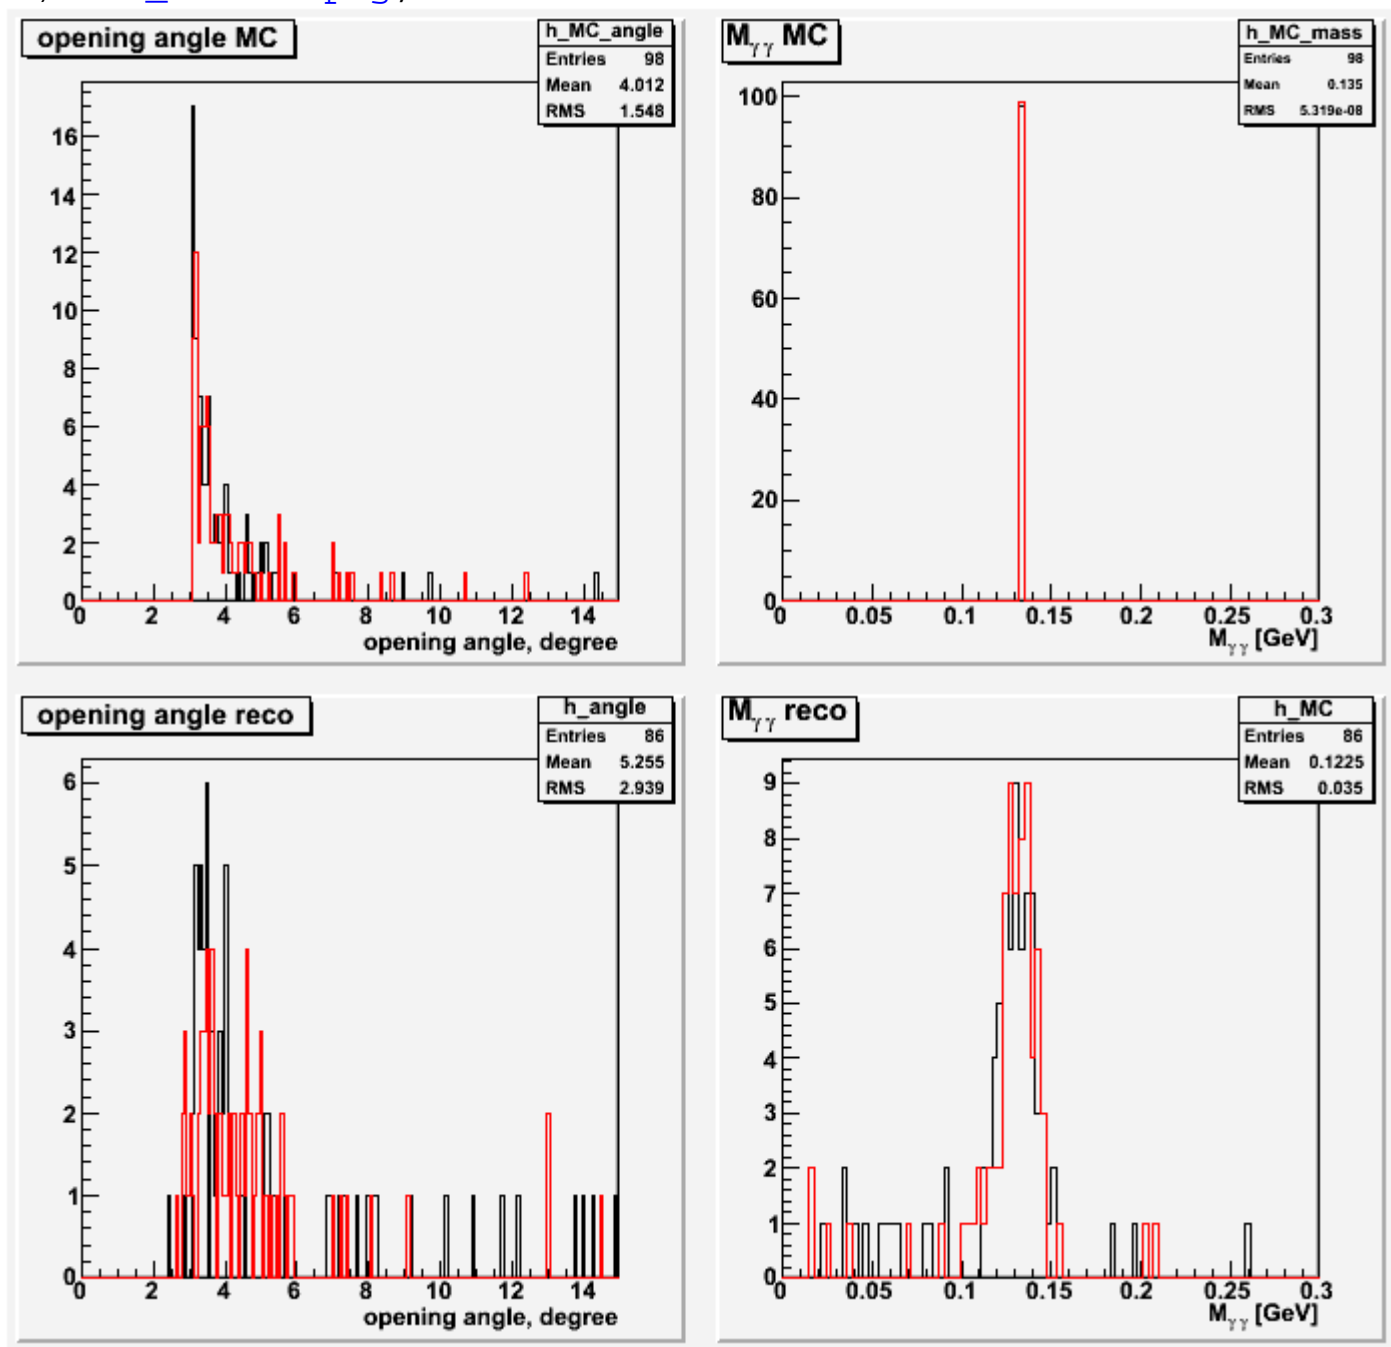 opening angle MC
h_MC_angle
Entries 98
Mean 4.012
RMS 1.548
16
14
12
10
8
6
4
2
0
0 2 4 6 8 10 12 14
opening angle, degree
Mγγ MC
h_MC_mass
Entries 98
Mean 0.135
RMS 5.319e-08
100
80
60
40
20
0
0 0.05 0.1 0.15 0.2 0.25 0.3
Mγγ [GeV]
opening angle reco
h_angle
Entries 86
Mean 5.255
RMS 2.939
6
5
4
3
2
1
0
0 2 4 6 8 10 12 14
opening angle, degree
Mγγ reco
h_MC
Entries 86
Mean 0.1225
RMS 0.035
9
8
7
6
5
4
3
2
1
0
0 0.05 0.1 0.15 0.2 0.25 0.3
Mγγ [GeV]